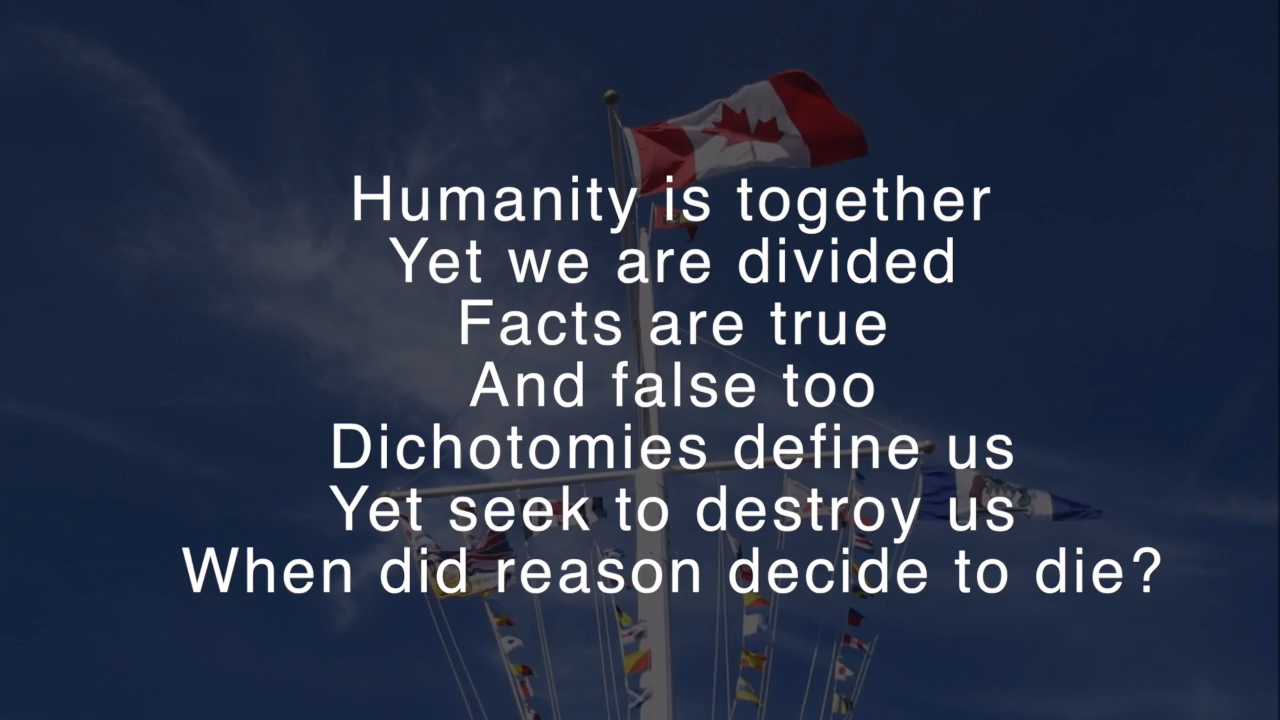 Humanity is together
Yet we are divided
Facts are true
And false too
Dichotomies define us
Yet seek to destroy us
When did reason decide to die?